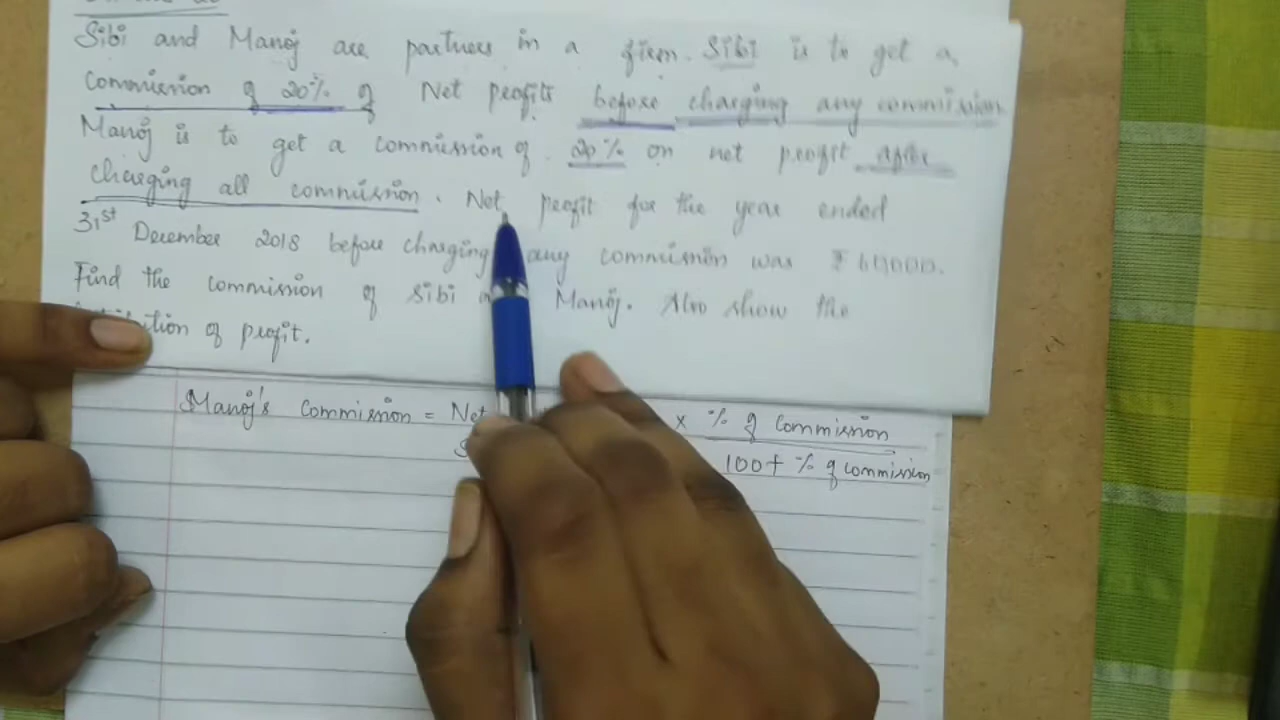 Sibi and Manoj are partners in a firm. Sibi is to get a
commission of 20% of Net profits before charging any commission
Manoj is to get a commission of 20% on net profit after
charging all commission. Net profit for the year ended
31st December 2018 before charging any commission was ₹ 60000.
Find the commission of Sibi Manoj. Also show the
of profit.
Manoj's Commission = Net × % of Commission
100+ % of commission